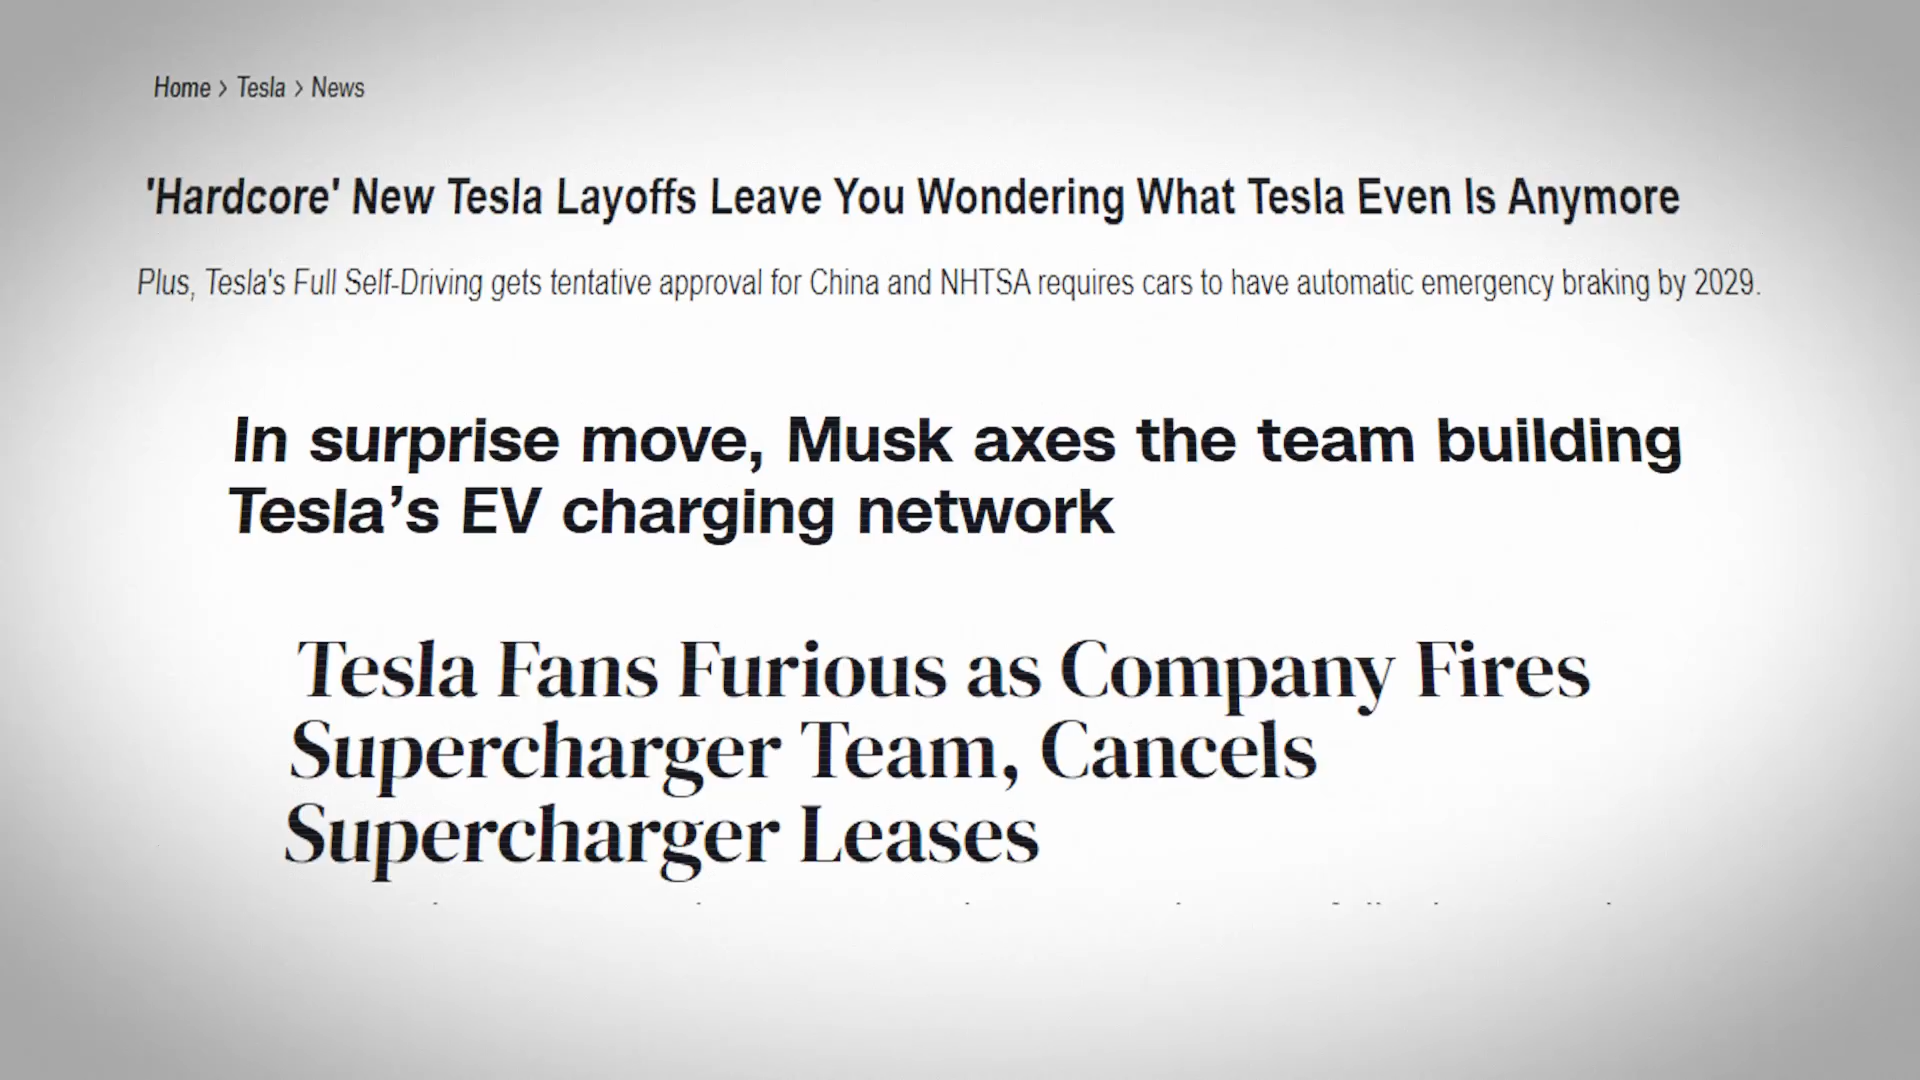 Home > Tesla > News
'Hardcore' New Tesla Layoffs Leave You Wondering What Tesla Even Is Anymore
Plus, Tesla's Full Self-Driving gets tentative approval for China and NHTSA requires cars to have automatic emergency braking by 2029.
In surprise move, Musk axes the team building
Tesla’s EV charging network
Tesla Fans Furious as Company Fires
Supercharger Team, Cancels
Supercharger Leases